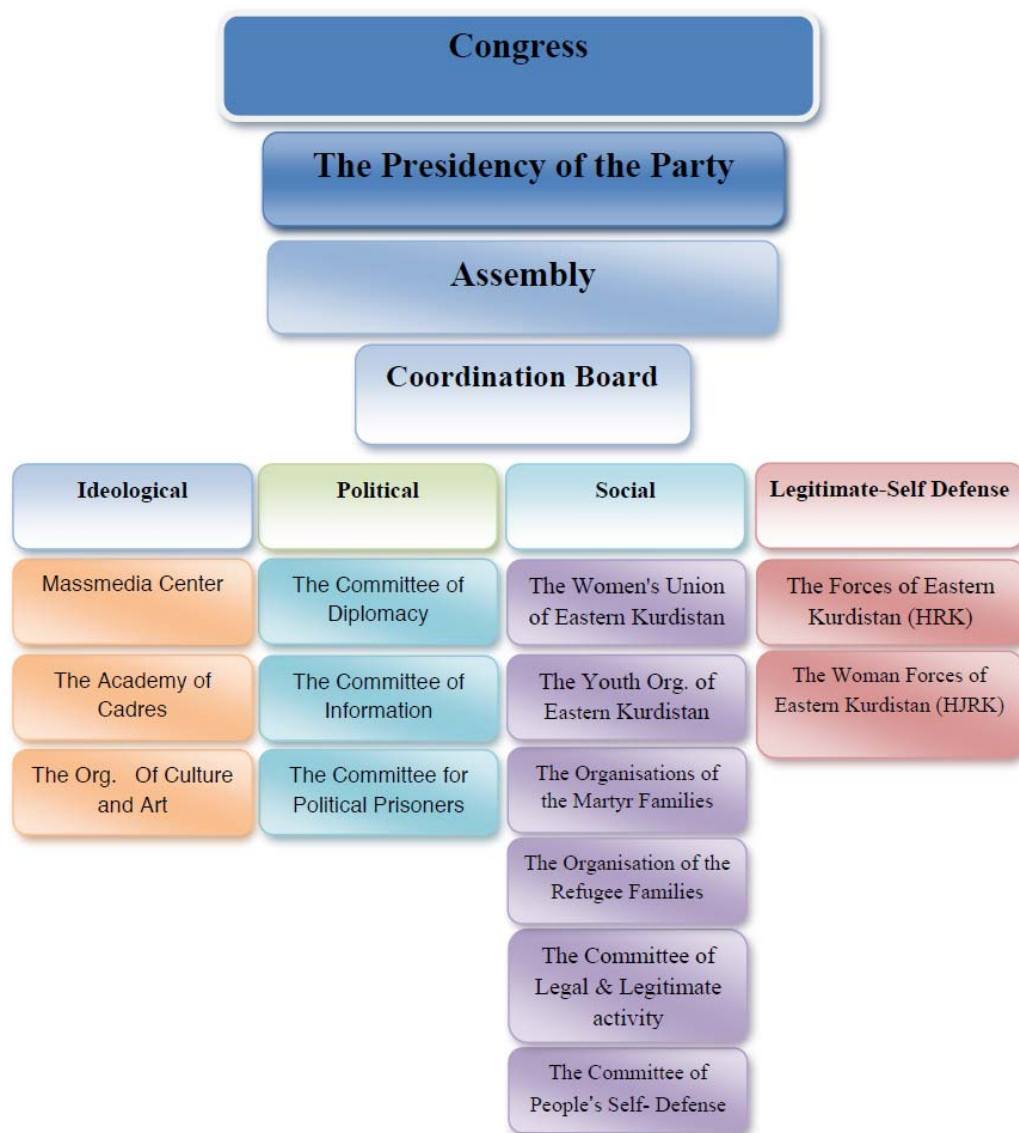 Congress
The Presidency of the Party
Assembly
Coordination Board
Ideological
Massmedia Center
The Academy of
Cadres
The Org. Of Culture
and Art
Political
The Committee of
Diplomacy
The Committee of
Information
The Committee for
Political Prisoners
Social
The Women's Union
of Eastern Kurdistan
The Youth Org. of
Eastern Kurdistan
The Organisations of
the Martyr Families
The Organisation of the
Refugee Families
The Committee of
Legal & Legitimate
activity
The Committee of
People's Self- Defense
Legitimate-Self Defense
The Forces of Eastern
Kurdistan (HRK)
The Woman Forces of
Eastern Kurdistan (HJRK)